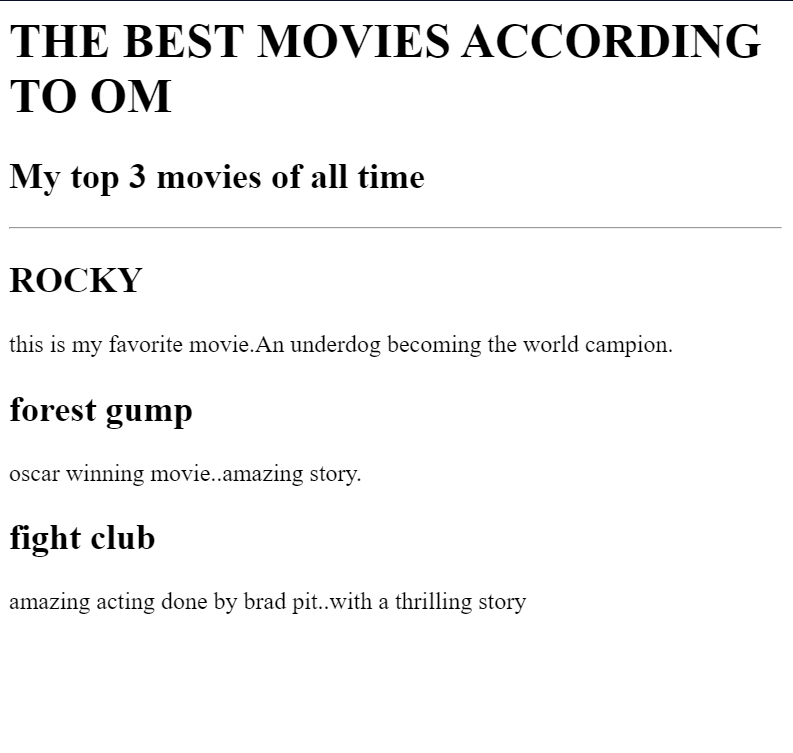 THE BEST MOVIES ACCORDING
TO OM
My top 3 movies of all time
ROCKY
this is my favorite movie.An underdog becoming the world campion.
forest gump
oscar winning movie..amazing story.
fight club
amazing acting done by brad pit..with a thrilling story